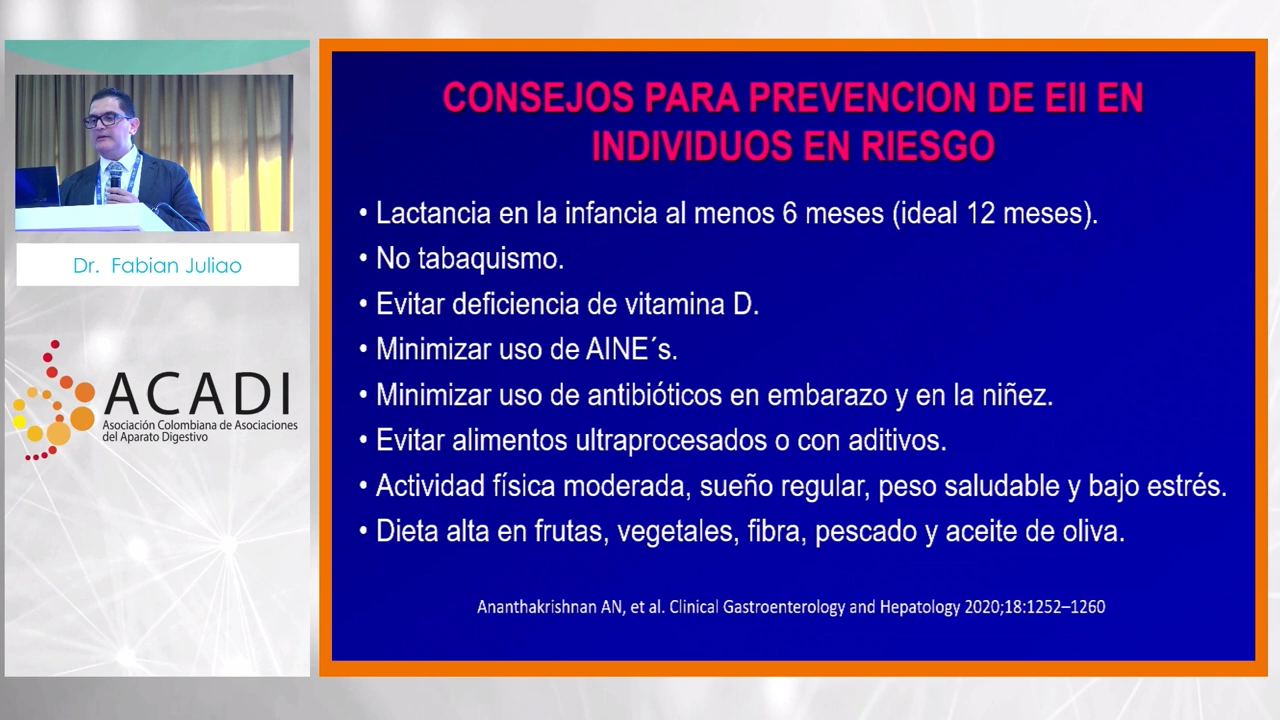 CONSEJOS PARA PREVENCION DE EII EN
INDIVIDUOS EN RIESGO
• Lactancia en la infancia al menos 6 meses (ideal 12 meses).
• No tabaquismo.
• Evitar deficiencia de vitamina D.
• Minimizar uso de AINE´s.
• Minimizar uso de antibióticos en embarazo y en la niñez.
• Evitar alimentos ultraprocesados o con aditivos.
• Actividad física moderada, sueño regular, peso saludable y bajo estrés.
• Dieta alta en frutas, vegetales, fibra, pescado y aceite de oliva.
Ananthakrishnan AN, et al. Clinical Gastroenterology and Hepatology 2020;18:1252–1260
Dr. Fabian Juliao
ACADI
Asociación Colombiana de Asociaciones
del Aparato Digestivo